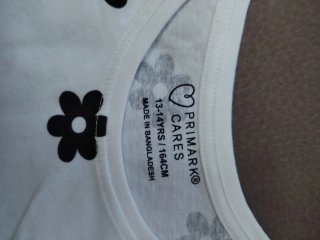 PRIMARK®
CARES
13-14YRS / 164CM
MADE IN BANGLADESH